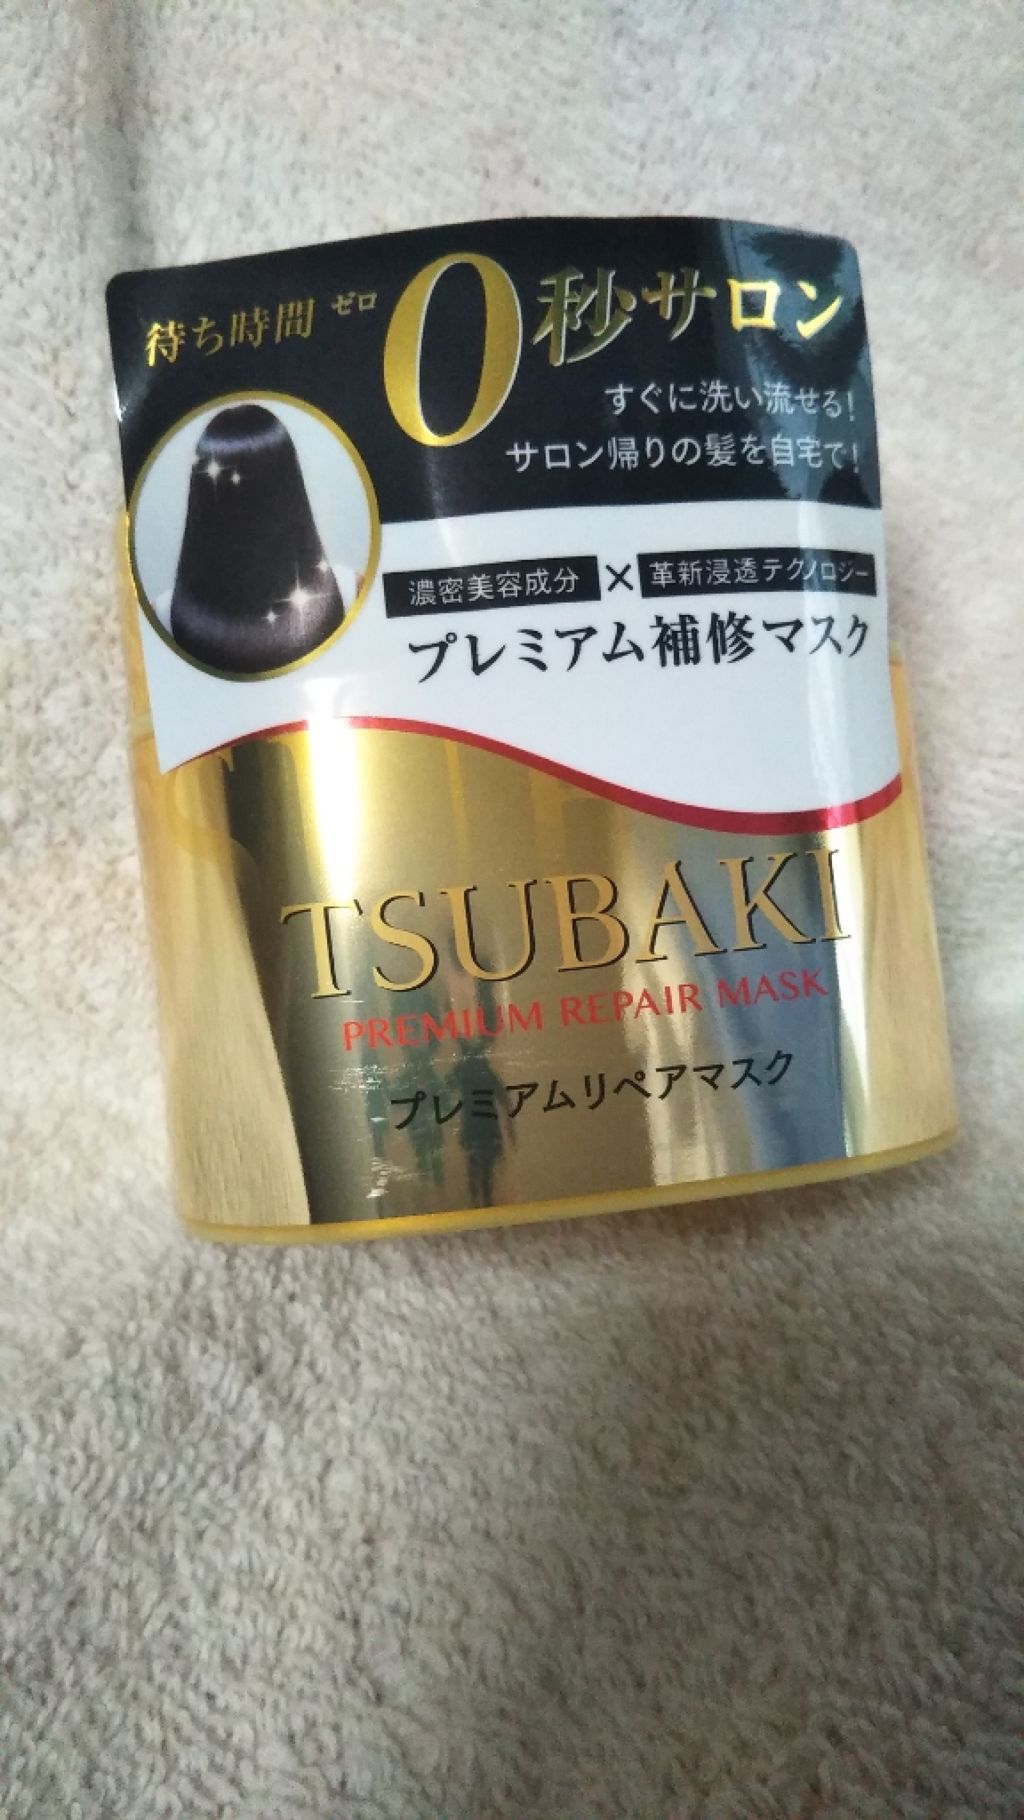 待ち時間 ゼロ 0秒サロン
すぐに洗い流せる!
サロン帰りの髪を自宅で!
濃密美容成分×革新浸透テクノロジー
プレミアム補修マスク
TSUBAKI
PREMIUM REPAIR MASK
プレミアムリペアマスク